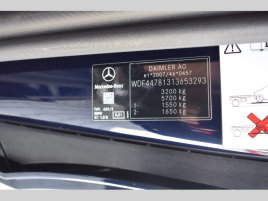 Mercedes-Benz
DAIMLER AG
e1*2007/46*0457
WDF44781313653293
3200 kg
5700 kg
1- 1550 kg
2- 1650 kg